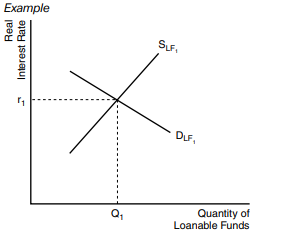 Example
Real
Interest Rate
SLF₁
r₁
DLF₁
Q₁
Quantity of
Loanable Funds